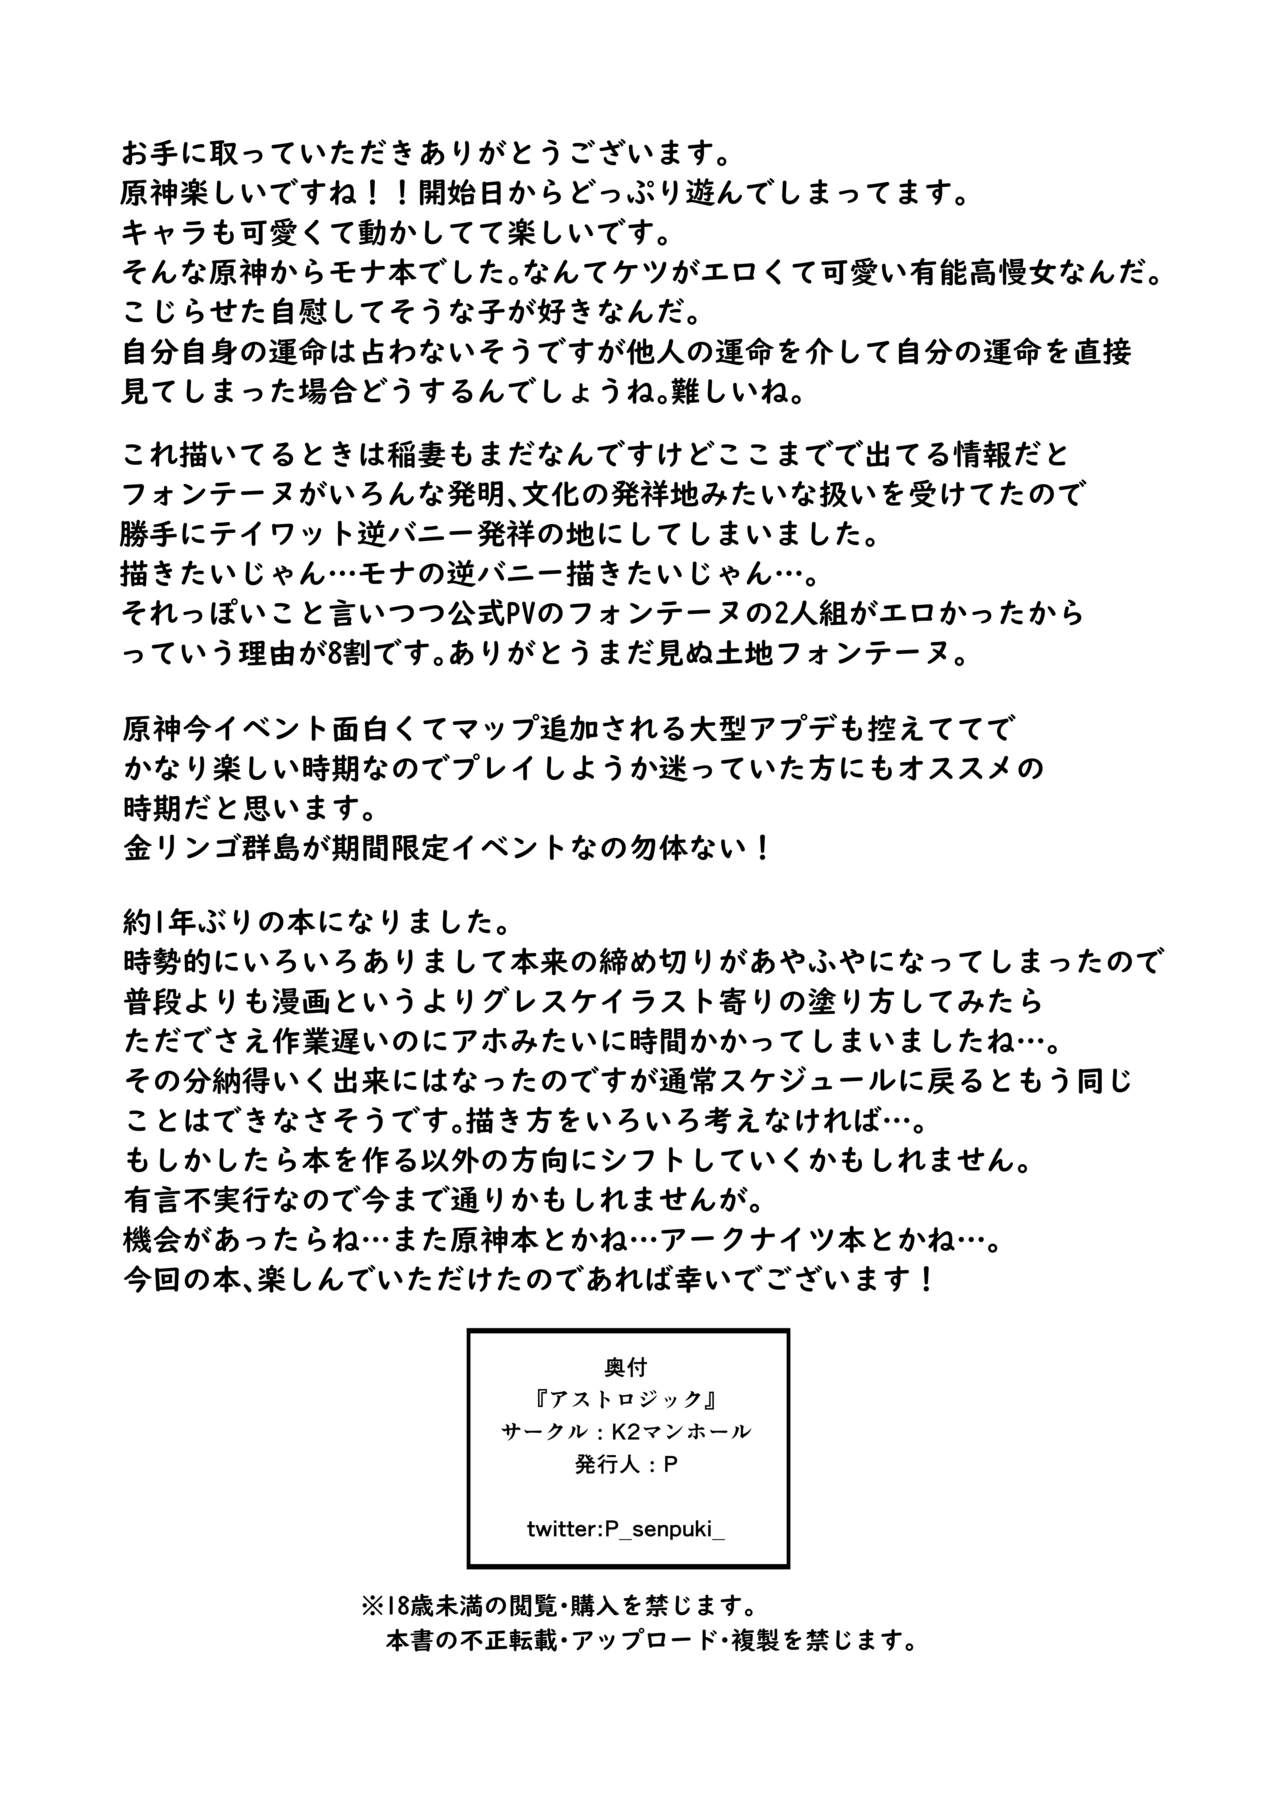 お手に取っていただきありがとうございます。
原神楽しいですね！！開始日からどっぷり遊んでしまってます。
キャラも可愛くて動かしてて楽しいです。
そんな原神からモナ本でした。なんてケツがエロくて可愛い有能高慢女なんだ。
こじらせた自慰してそうな子が好きなんだ。
自分自身の運命は占わないそうですが他人の運命を介して自分の運命を直接
見てしまった場合どうするんでしょうね。難しいね。
これ描いてるときは稲妻もまだなんですけどここまでで出てる情報だと
フォンテーヌがいろんな発明、文化の発祥地みたいな扱いを受けてたので
勝手にテイワット逆バニー発祥の地にしてしまいました。
描きたいじゃん…モナの逆バニー描きたいじゃん…。
それっぽいこと言いつつ公式PVのフォンテーヌの2人組がエロかったから
っていう理由が8割です。ありがとうまだ見ぬ土地フォンテーヌ。
原神今イベント面白くてマップ追加される大型アプデも控えててで
かなり楽しい時期なのでプレイしようか迷っていた方にもオススメの
時期だと思います。
金リンゴ群島が期間限定イベントなの勿体ない！
約1年ぶりの本になりました。
時勢的にいろいろありまして本来の締め切りがあやふやになってしまったので
普段よりも漫画というよりグレスケイラスト寄りの塗り方してみたら
ただでさえ作業遅いのにアホみたいに時間かかってしまいましたね…。
その分納得いく出来にはなったのですが通常スケジュールに戻るともう同じ
ことはできなさそうです。描き方をいろいろ考えなければ…。
もしかしたら本を作る以外の方向にシフトしていくかもしれません。
有言不実行なので今まで通りかもしれませんが。
機会があったらね…また原神本とかね…アークナイツ本とかね…。
今回の本、楽しんでいただけたのであれば幸いでございます！
奥付
『アストロジック』
サークル：K2マンホール
発行人：P
twitter:P_senpuki_
※18歳未満の閲覧・購入を禁じます。
本書の不正転載・アップロード・複製を禁じます。